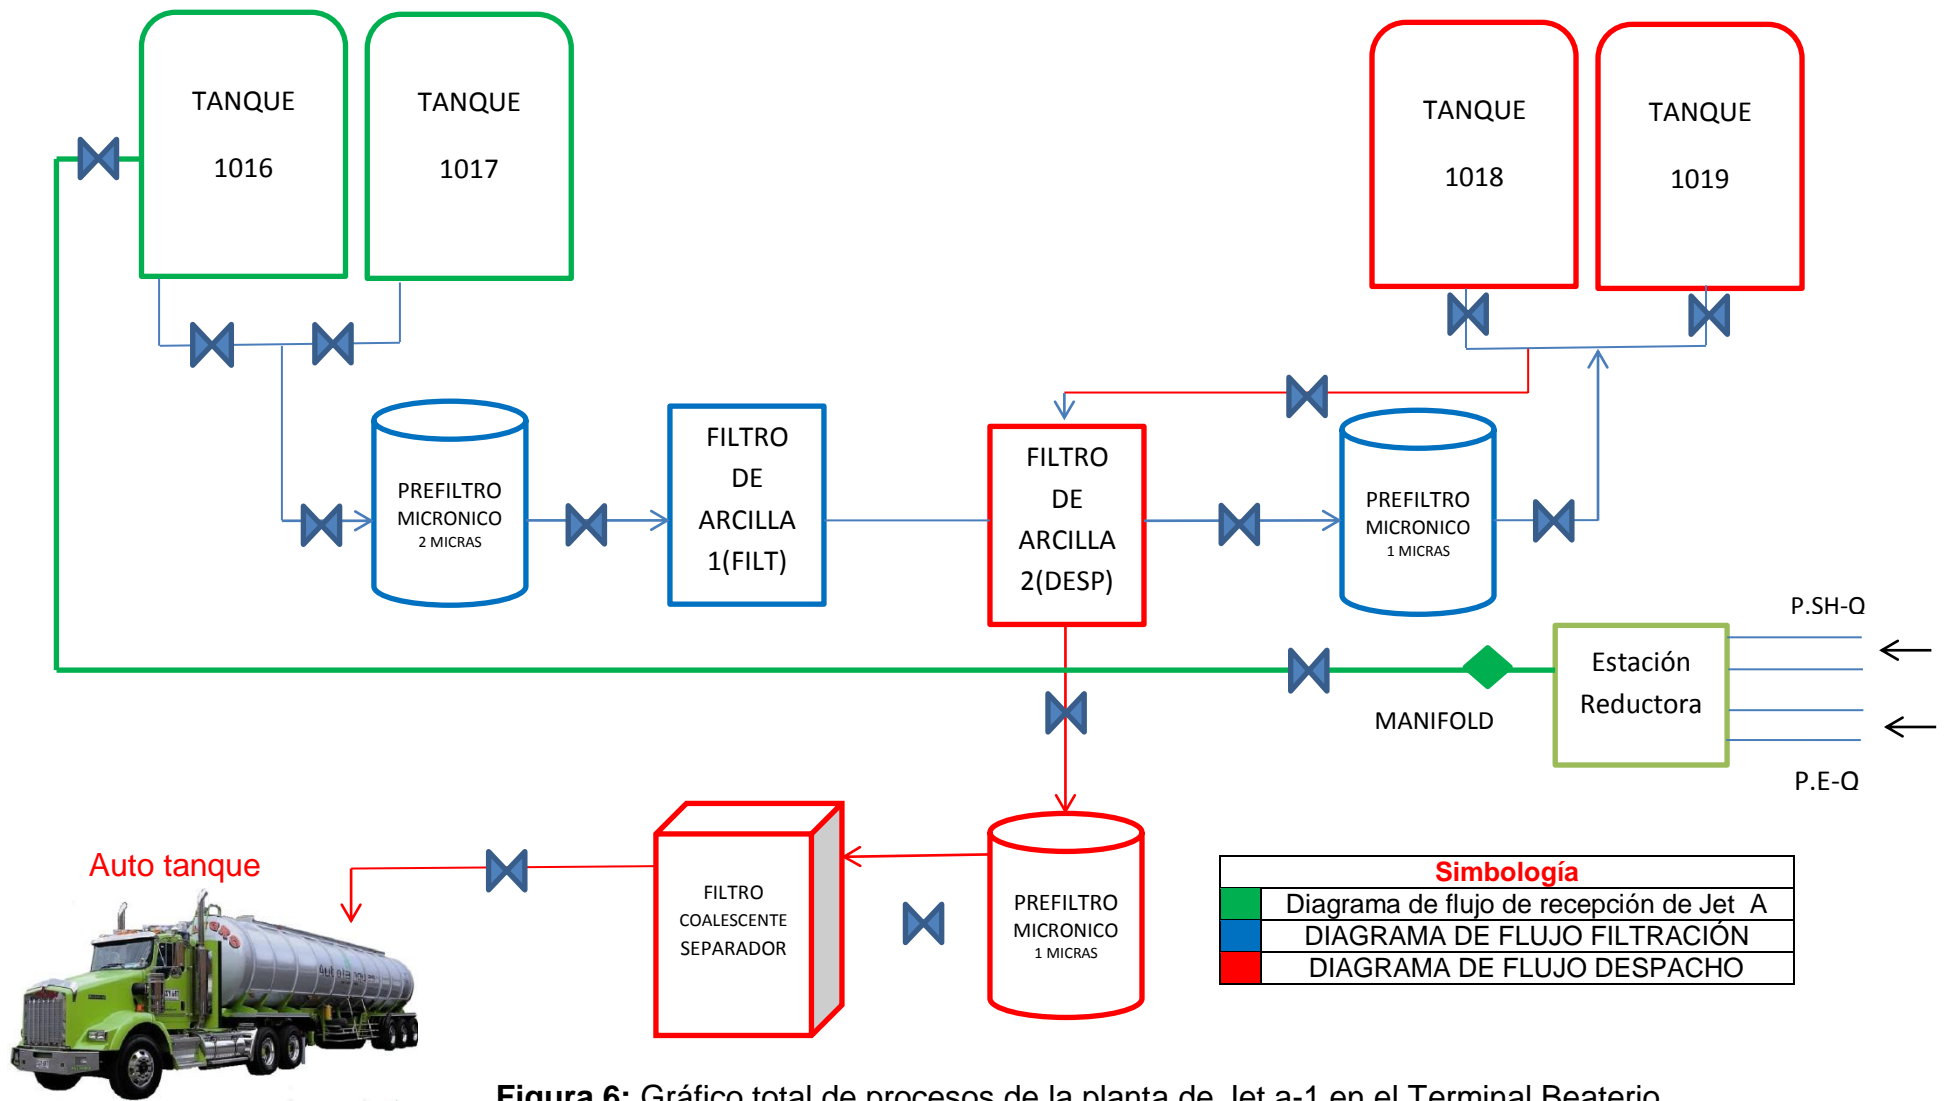 TANQUE
1016
TANQUE
1017
TANQUE
1018
TANQUE
1019
PREFILTRO
MICRONICO
2 MICRAS
FILTRO
DE
ARCILLA
1(FILT)
FILTRO
DE
ARCILLA
2(DESP)
PREFILTRO
MICRONICO
1 MICRAS
P.SH-Q
Estación
Reductora
MANIFOLD
P.E-Q
Auto tanque
FILTRO
COALESCENTE
SEPARADOR
PREFILTRO
MICRONICO
1 MICRAS
Simbología
Diagrama de flujo de recepción de Jet A
DIAGRAMA DE FLUJO FILTRACIÓN
DIAGRAMA DE FLUJO DESPACHO
Figura 6: Gráfico total de procesos de la planta de Jet a-1 en el Terminal Beaterio